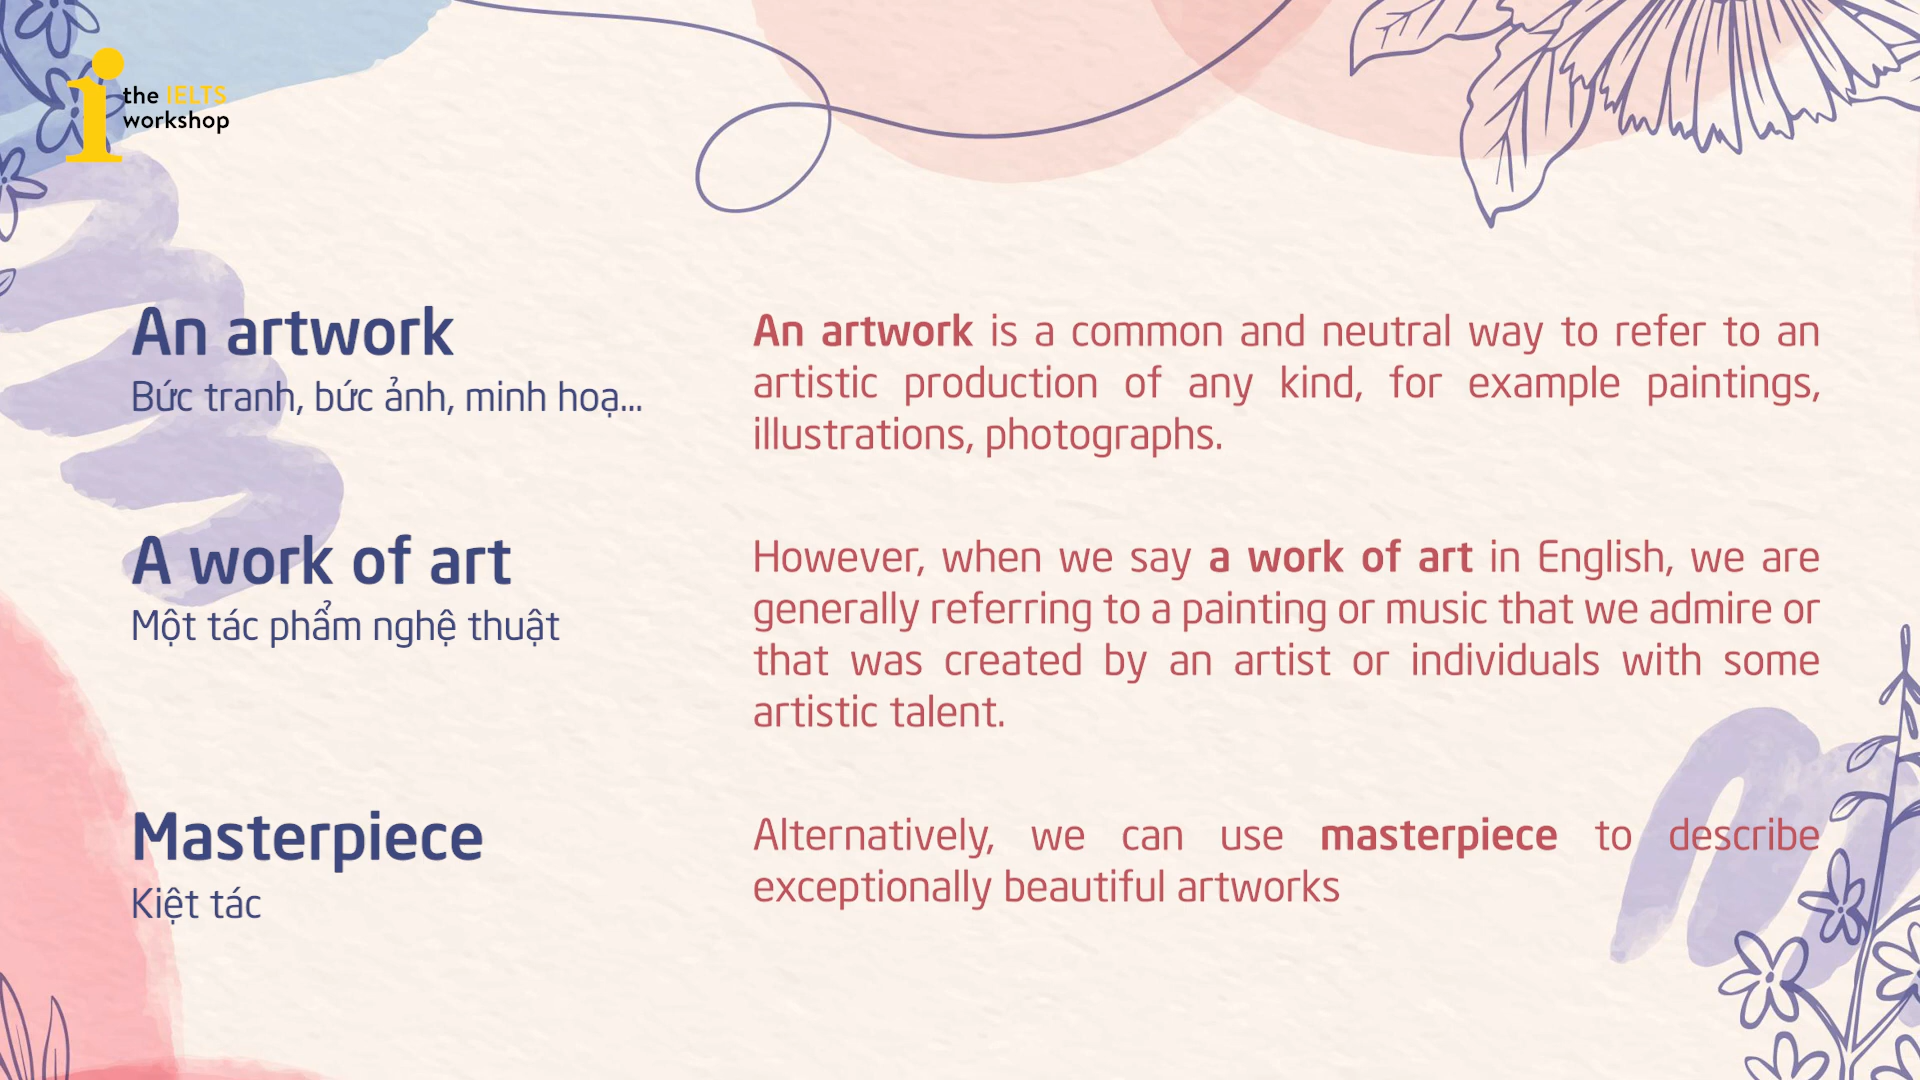 the IELTS
workshop
An artwork
Bức tranh, bức ảnh, minh hoạ...
An artwork is a common and neutral way to refer to an
artistic production of any kind, for example paintings,
illustrations, photographs.
A work of art
Một tác phẩm nghệ thuật
However, when we say a work of art in English, we are
generally referring to a painting or music that we admire or
that was created by an artist or individuals with some
artistic talent.
Masterpiece
Kiệt tác
Alternatively, we can use masterpiece to describe
exceptionally beautiful artworks